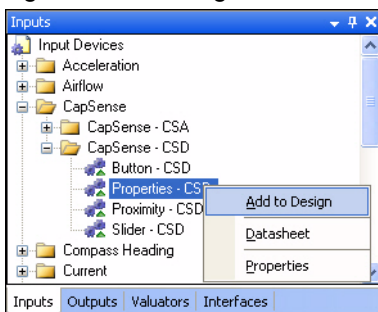 Inputs
Input Devices
Acceleration
Airflow
CapSense
CapSense - CSA
CapSense - CSD
Button - CSD
Properties - CSD
Add to Design
Proximity - CSD
Slider - CSD
Datasheet
Compass Heading
Current
Properties
Inputs Outputs Valuators Interfaces